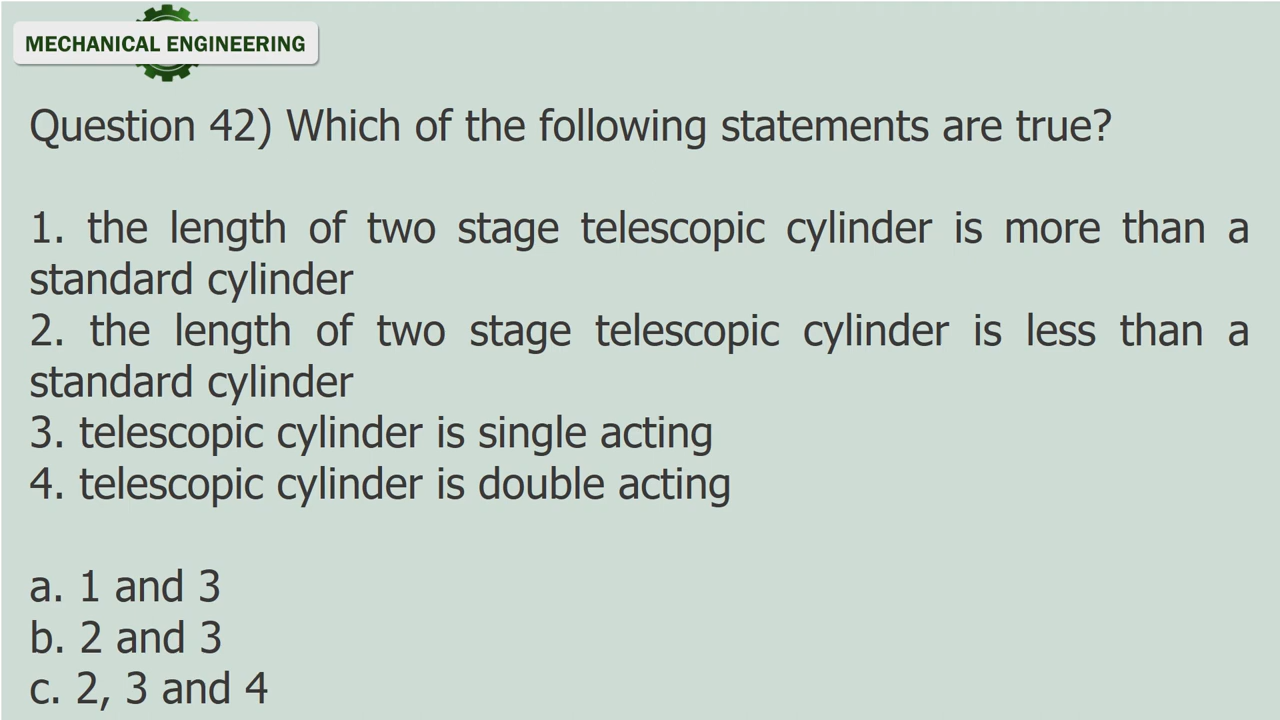 MECHANICAL ENGINEERING
Question 42) Which of the following statements are true?
1. the length of two stage telescopic cylinder is more than a
standard cylinder
2. the length of two stage telescopic cylinder is less than a
standard cylinder
3. telescopic cylinder is single acting
4. telescopic cylinder is double acting
a. 1 and 3
b. 2 and 3
c. 2, 3 and 4